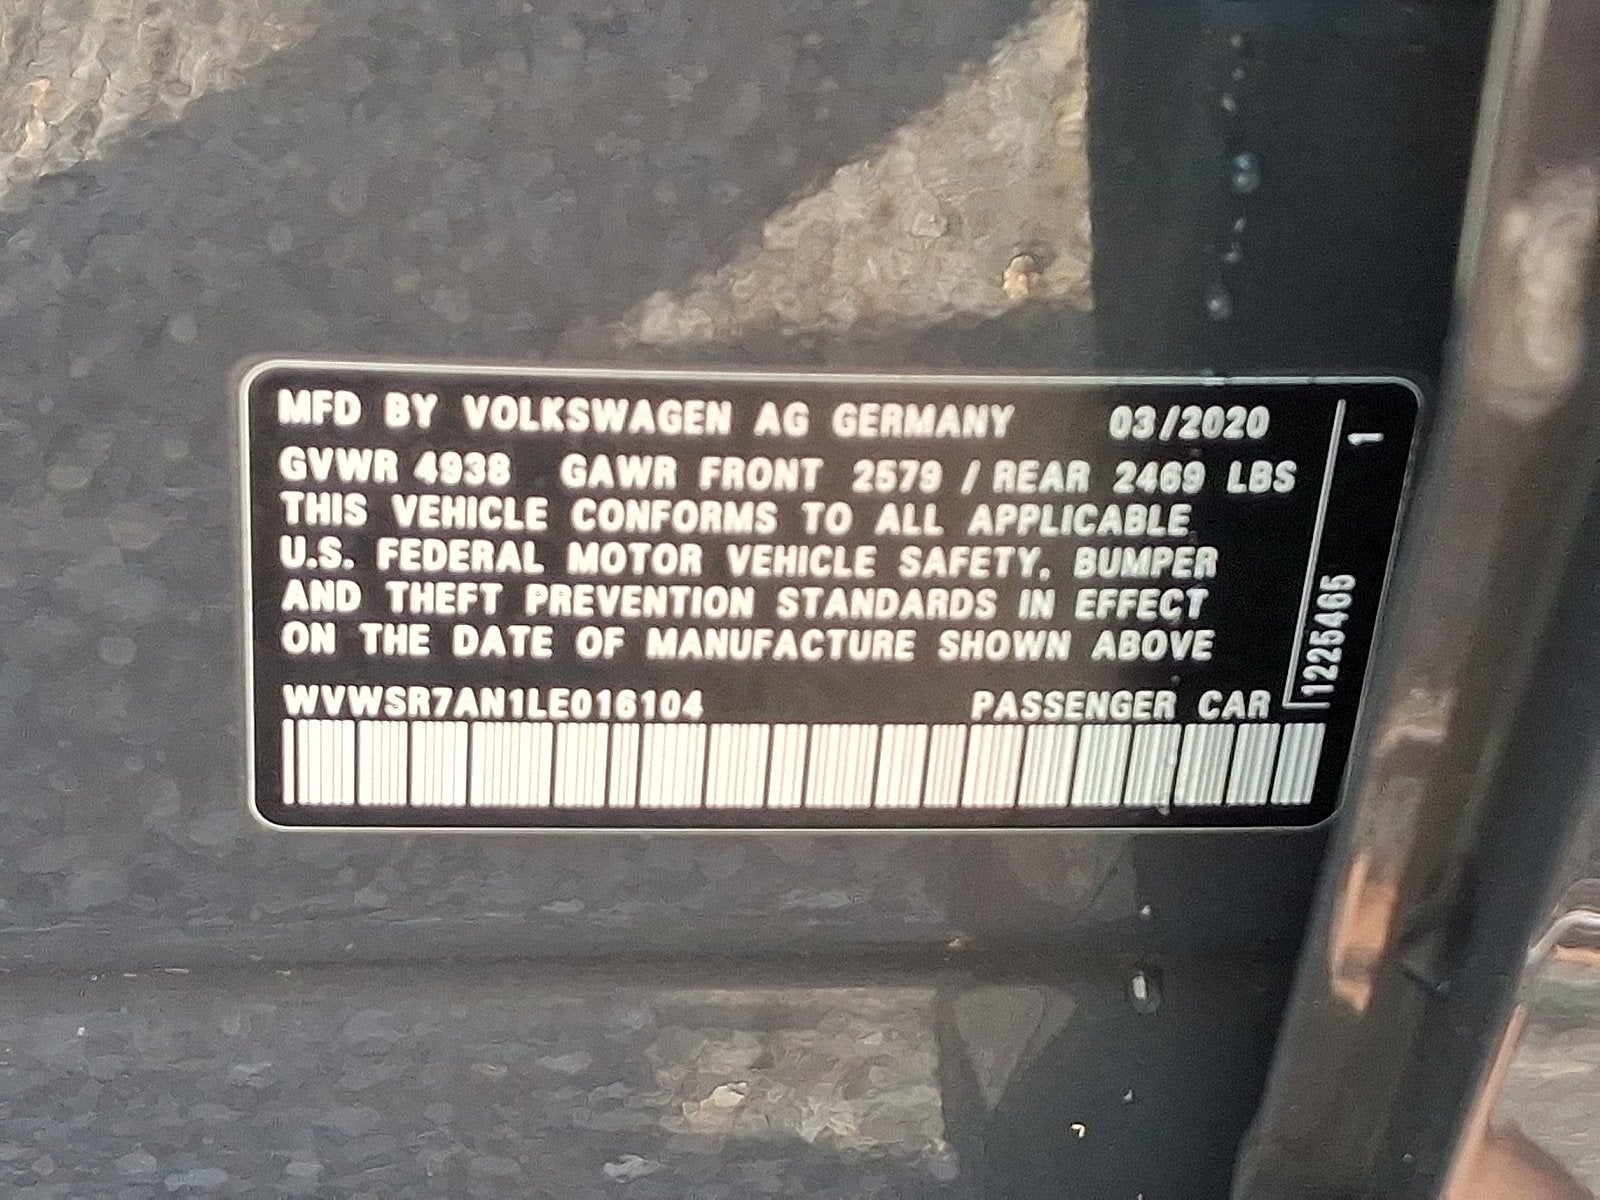 MFD BY VOLKSWAGEN AG GERMANY 03/2020
GVWR 4938 GAWR FRONT 2579 / REAR 2469 LBS
THIS VEHICLE CONFORMS TO ALL APPLICABLE
U.S. FEDERAL MOTOR VEHICLE SAFETY, BUMPER
AND THEFT PREVENTION STANDARDS IN EFFECT
ON THE DATE OF MANUFACTURE SHOWN ABOVE
WVWSR7AN1LE016104 PASSENGER CAR
1225465 1